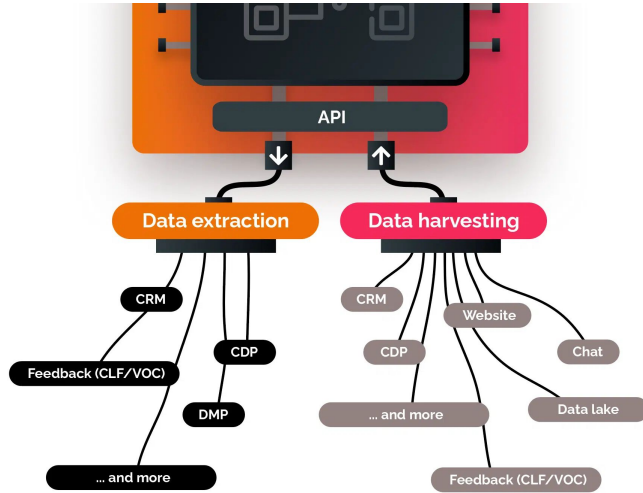 API
Data extraction
Data harvesting
CRM
Feedback (CLF/VOC)
CDP
DMP
... and more
CRM
Website
CDP
Chat
... and more
Data lake
Feedback (CLF/VOC)